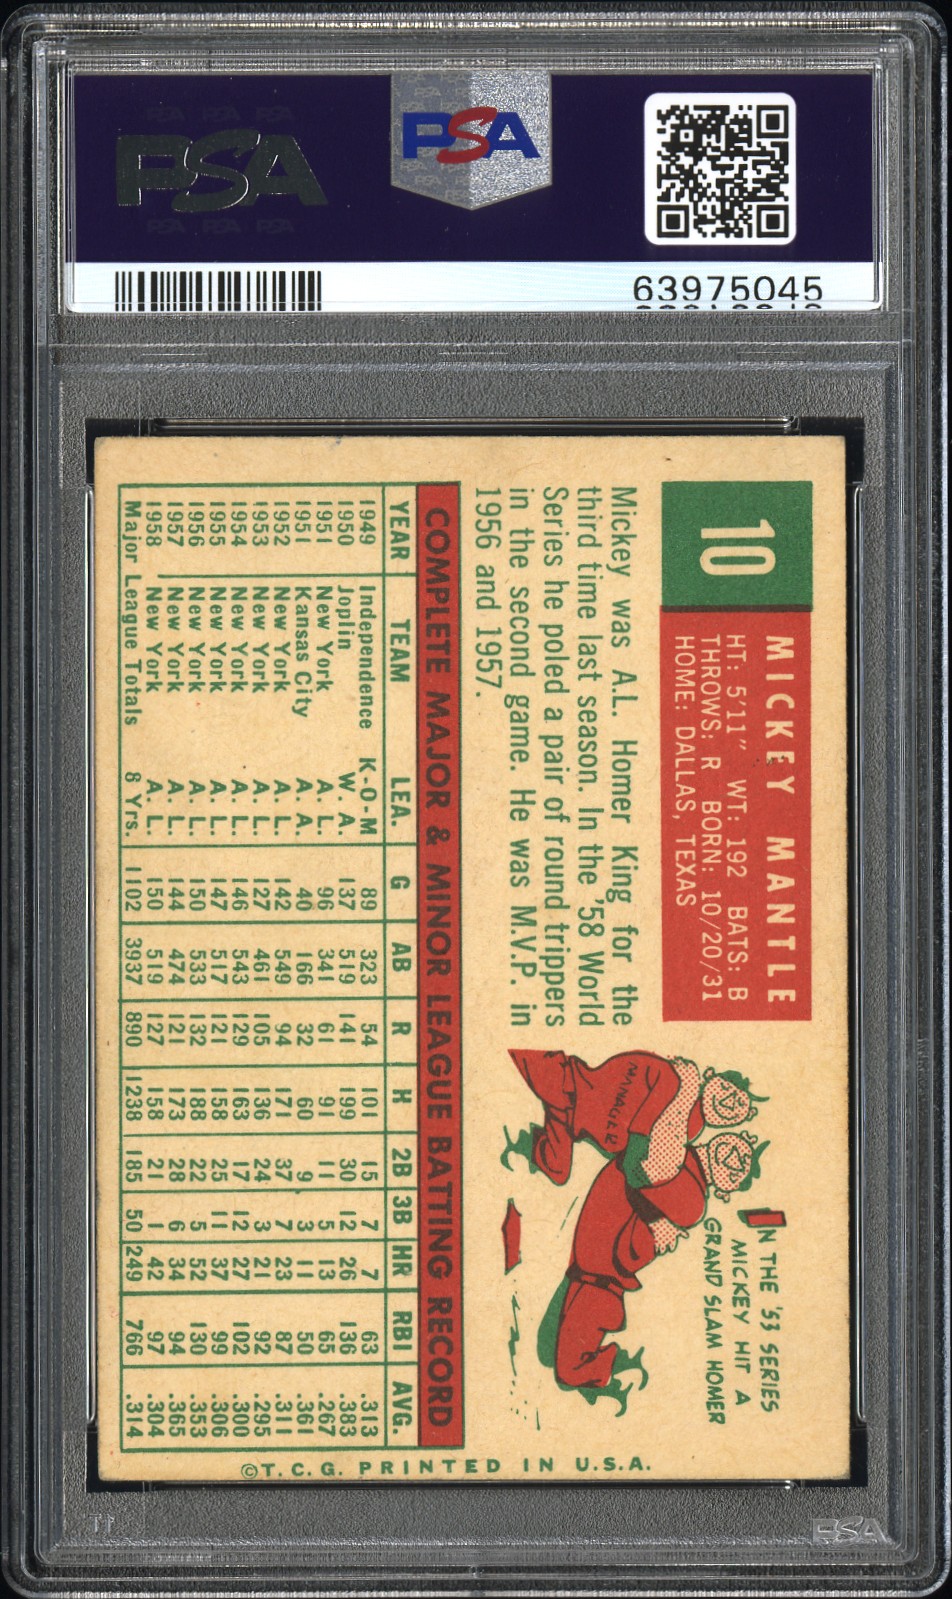 PSA
PSA
63975045
10
MICKEY MANTLE
HT: 5'11" WT: 192 BATS: B
THROWS: R BORN: 10/20/31
HOME: DALLAS, TEXAS
Mickey was A.L. Homer King for the
third time last season. In the '58 World
Series he poled a pair of round trippers
in the second game. He was M.V.P. in
1956 and 1957.
IN THE '53 SERIES
MICKEY HIT A
GRAND SLAM HOMER
MANAGER
COMPLETE MAJOR & MINOR LEAGUE BATTING RECORD
YEAR TEAM LEA. G AB R H 2B 3B HR RBI AVG.
1949 Independence K-O-M 89 323 54 101 15 7 7 63 .313
1950 Joplin W. A. 137 519 141 199 30 12 26 136 .383
1951 New York A. L. 96 341 61 91 11 5 13 65 .267
1951 Kansas City A. A. 40 166 32 60 9 3 11 50 .361
1952 New York A. L. 142 549 94 171 37 7 23 87 .311
1953 New York A. L. 127 461 105 136 24 3 21 92 .295
1954 New York A. L. 146 543 129 163 17 12 27 102 .300
1955 New York A. L. 147 517 121 158 25 11 37 99 .306
1956 New York A. L. 150 533 132 188 22 5 52 130 .353
1957 New York A. L. 144 474 121 173 28 6 34 94 .365
1958 New York A. L. 150 519 127 158 21 1 42 97 .304
Major League Totals 8 Yrs. 1102 3937 890 1238 185 50 249 766 .314
©T. C. G. PRINTED IN U.S.A.
PSA